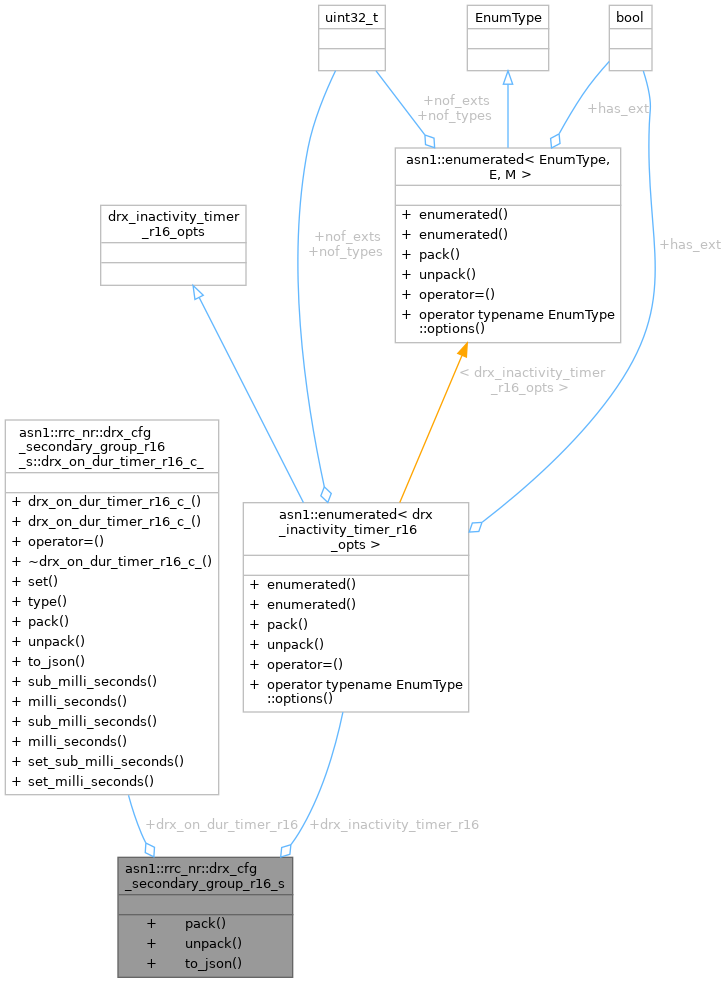 uint32_t
EnumType
bool
+nof_exts
+nof_types
+has_ext
asn1::enumerated< EnumType,
E, M >
+ enumerated()
+ enumerated()
+ pack()
+ unpack()
+ operator=()
+ operator typename EnumType
::options()
drx_inactivity_timer
_r16_opts
+nof_exts
+nof_types
+has_ext
< drx_inactivity_timer
_r16_opts >
asn1::rrc_nr::drx_cfg
_secondary_group_r16
_s::drx_on_dur_timer_r16_c_
+ drx_on_dur_timer_r16_c_()
+ drx_on_dur_timer_r16_c_()
+ operator=()
+ ~drx_on_dur_timer_r16_c_()
+ set()
+ type()
+ pack()
+ unpack()
+ to_json()
+ sub_milli_seconds()
+ milli_seconds()
+ sub_milli_seconds()
+ milli_seconds()
+ set_sub_milli_seconds()
+ set_milli_seconds()
asn1::enumerated< drx
_inactivity_timer_r16
_opts >
+ enumerated()
+ enumerated()
+ pack()
+ unpack()
+ operator=()
+ operator typename EnumType
::options()
+drx_on_dur_timer_r16
+drx_inactivity_timer_r16
asn1::rrc_nr::drx_cfg
_secondary_group_r16_s
+ pack()
+ unpack()
+ to_json()